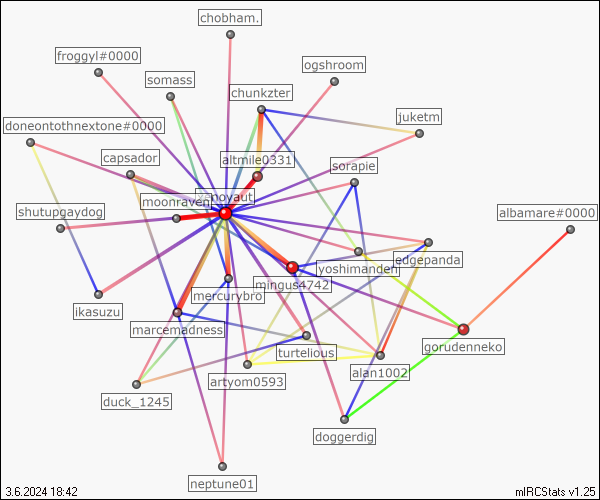 chobham.
froggyl#0000
ogshroom
somass
chunkzter
juketm
doneontothnextone#0000
capsador
altmile0331
sorapie
moonraven
noyaut
shutupgaydog
albamare#0000
edgepanda
yoshimandeh
mingus4742
mercurybro
ikasuzu
marcemadness
gorudenneko
turtelious
alan1002
artyom0593
duck_1245
doggerdig
neptune01
3.6.2024 18:42
mIRCStats v1.25